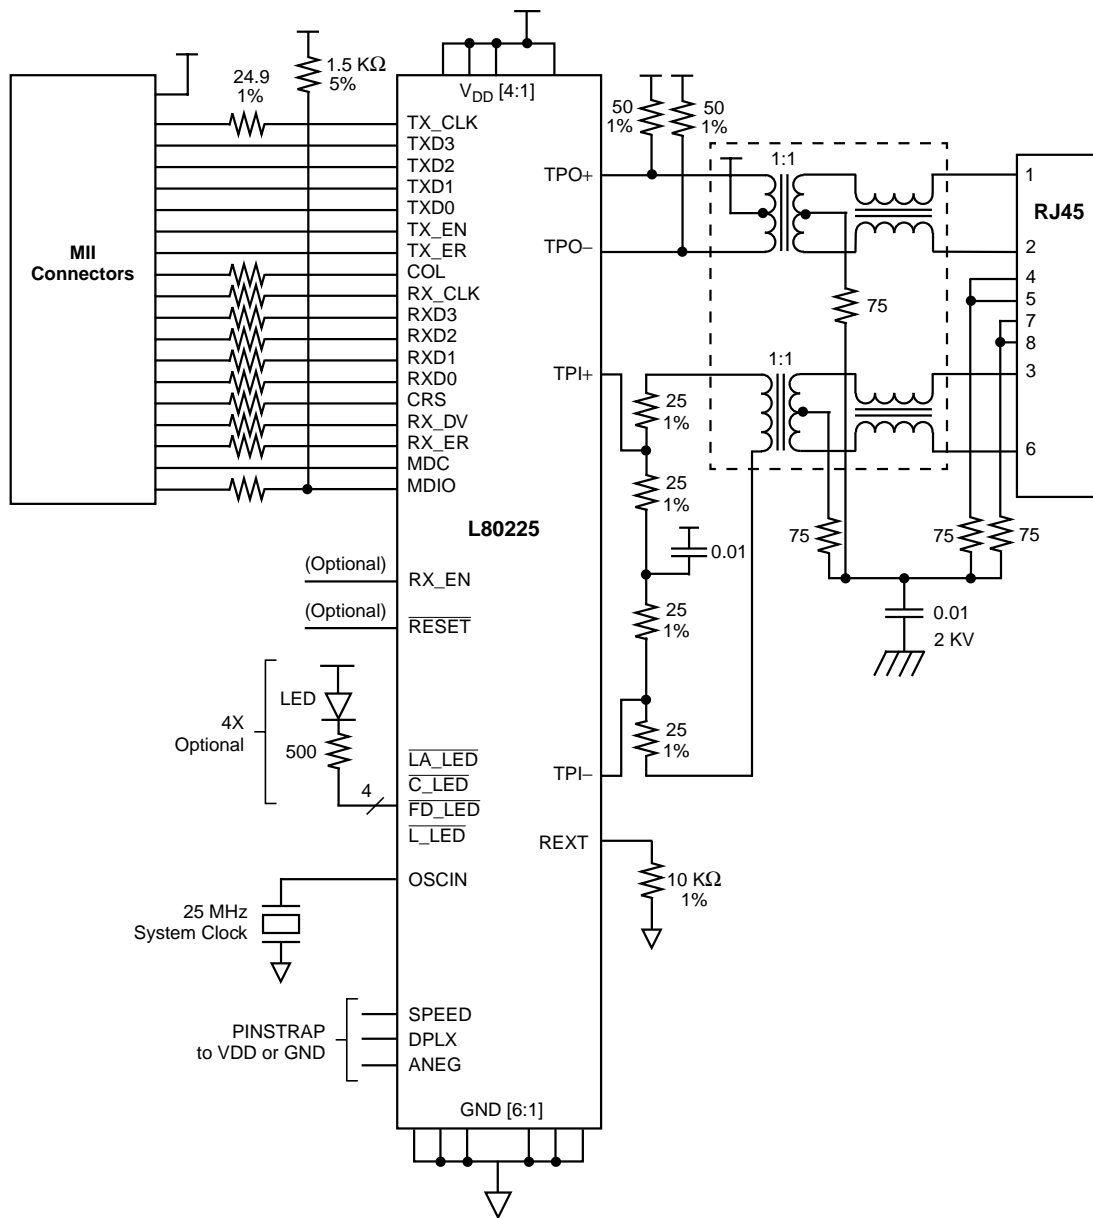 24.9
1%
1.5 KΩ
5%
V_DD [4:1]
MII
Connectors
TX_CLK
TXD3
TXD2
TXD1
TXD0
TX_EN
TX_ER
COL
RX_CLK
RXD3
RXD2
RXD1
RXD0
CRS
RX_DV
RX_ER
MDC
MDIO
L80225
(Optional)
RX_EN
(Optional)
RESET
4X
Optional
LED
500
4
LA_LED
C_LED
FD_LED
L_LED
OSCIN
25 MHz
System Clock
PINSTRAP
to VDD or GND
SPEED
DPLX
ANEG
GND [6:1]
TPO+
TPO−
TPI+
TPI−
REXT
50
1%
50
1%
1:1
75
1:1
25
1%
25
1%
0.01
25
1%
25
1%
10 KΩ
1%
RJ45
1
2
4
5
7
8
3
6
75
75
75
0.01
2 KV